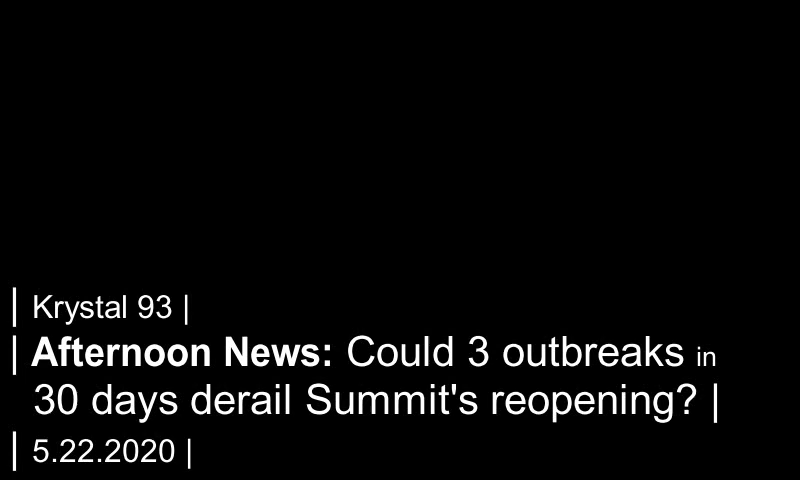 | Krystal 93 |
| Afternoon News: Could 3 outbreaks in
30 days derail Summit's reopening? |
| 5.22.2020 |